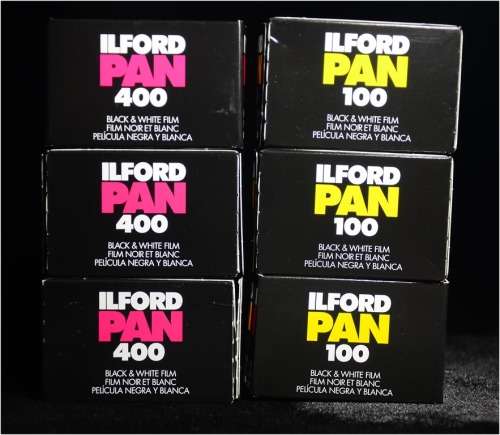 ILFORD
PAN
400
BLACK & WHITE FILM
FILM NOIR ET BLANC
PELÍCULA NEGRA Y BLANCA
ILFORD
PAN
100
BLACK & WHITE FILM
FILM NOIR ET BLANC
PELÍCULA NEGRA Y BLANCA
ILFORD
PAN
400
BLACK & WHITE FILM
FILM NOIR ET BLANC
PELÍCULA NEGRA Y BLANCA
ILFORD
PAN
100
BLACK & WHITE FILM
FILM NOIR ET BLANC
PELÍCULA NEGRA Y BLANCA
ILFORD
PAN
400
BLACK & WHITE FILM
FILM NOIR ET BLANC
PELÍCULA NEGRA Y BLANCA
ILFORD
PAN
100
BLACK & WHITE FILM
FILM NOIR ET BLANC
PELÍCULA NEGRA Y BLANCA